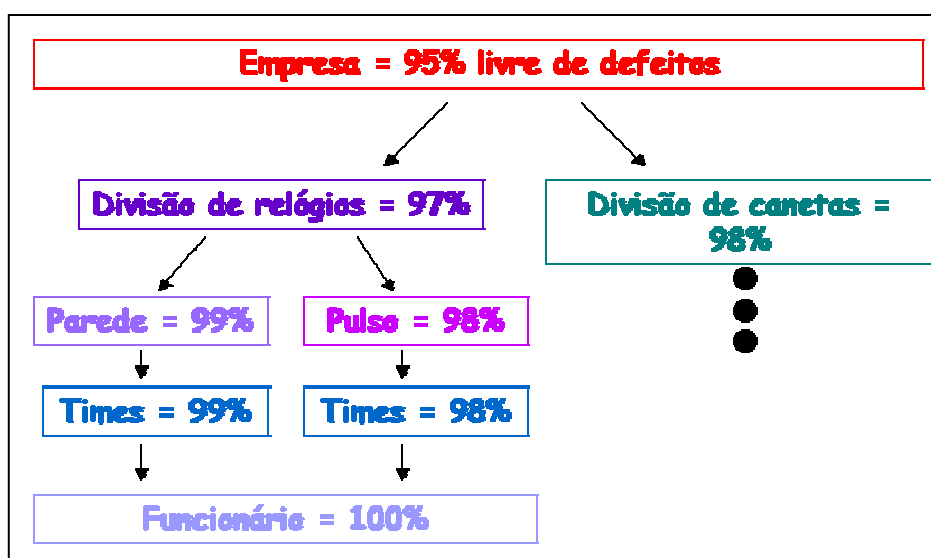 Empresa = 95% livre de defeitos
Divisão de relógios = 97%
Divisão de canetas =
98%
Parede = 99%
Pulso = 98%
Times = 99%
Times = 98%
Funcionário = 100%